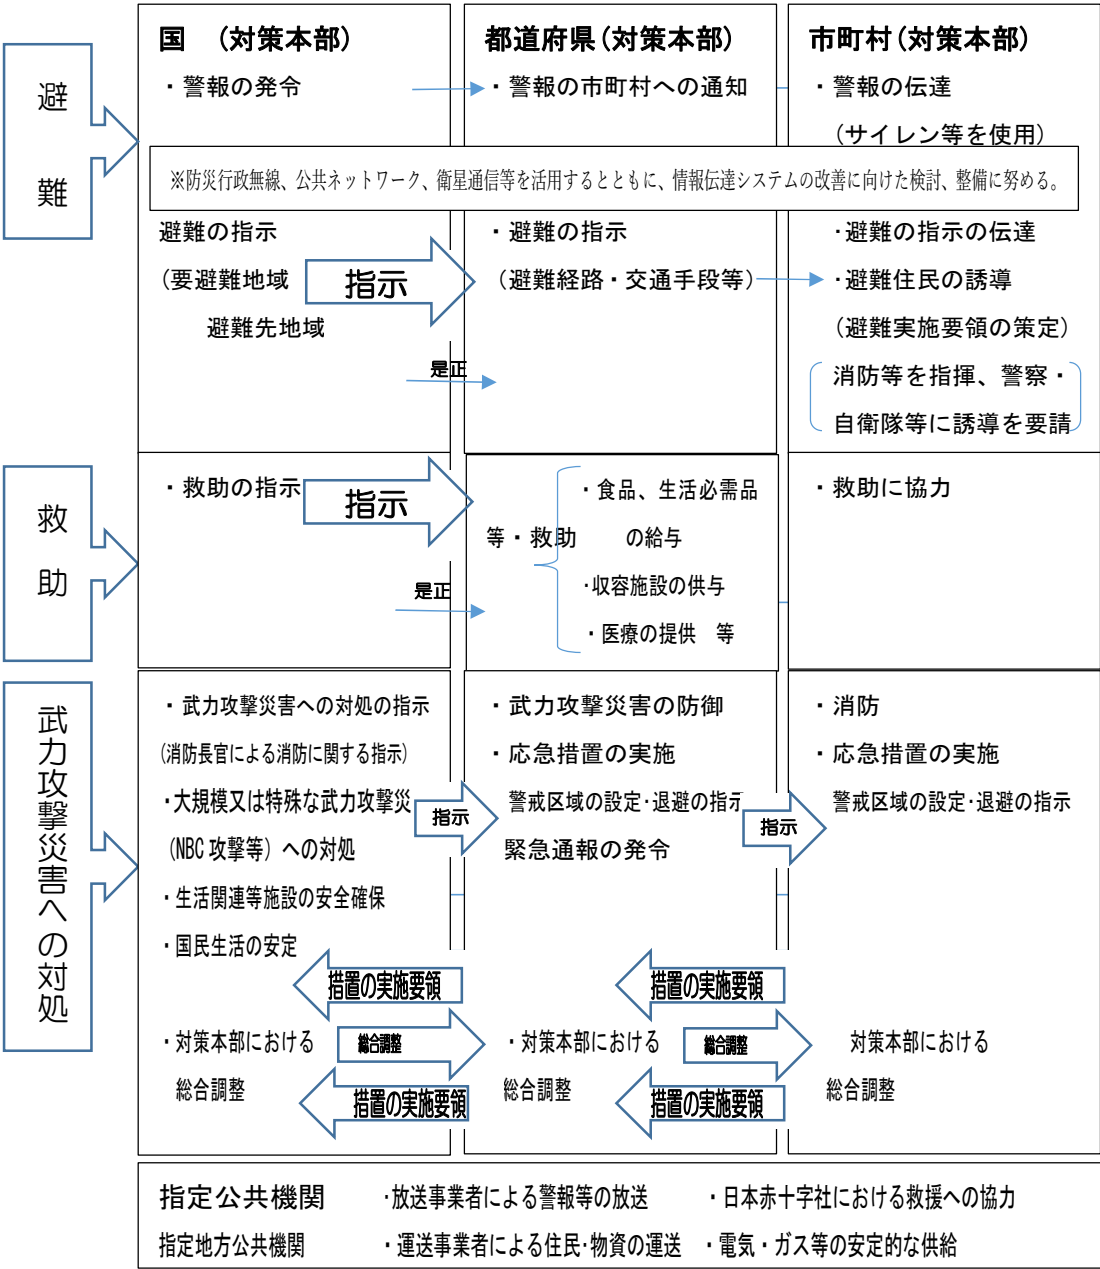 避難
国　(対策本部)
・警報の発令
避難の指示
(要避難地域
避難先地域
指示
是正
都道府県(対策本部)
・警報の市町村への通知
・避難の指示
(避難経路・交通手段等)
市町村(対策本部)
・警報の伝達
(サイレン等を使用)
※防災行政無線、公共ネットワーク、衛星通信等を活用するとともに、情報伝達システムの改善に向けた検討、整備に努める。
・避難の指示の伝達
・避難住民の誘導
(避難実施要領の策定)
消防等を指揮、警察・
自衛隊等に誘導を要請
救助
・救助の指示
指示
是正
・食品、生活必需品
等・救助
の給与
・収容施設の供与
・医療の提供　等
・救助に協力
武力攻撃災害への対処
・武力攻撃災害への対処の指示
(消防長官による消防に関する指示)
・大規模又は特殊な武力攻撃災
(NBC攻撃等）への対処
・生活関連等施設の安全確保
・国民生活の安定
指示
・武力攻撃災害の防御
・応急措置の実施
警戒区域の設定・退避の指示
緊急通報の発令
指示
・消防
・応急措置の実施
警戒区域の設定・退避の指示
措置の実施要領
措置の実施要領
・対策本部における
総合調整
総合調整
・対策本部における
総合調整
総合調整
対策本部における
総合調整
措置の実施要領
措置の実施要領
指定公共機関
・放送事業者による警報等の放送
・日本赤十字社における救援への協力
指定地方公共機関
・運送事業者による住民・物資の運送
・電気・ガス等の安定的な供給